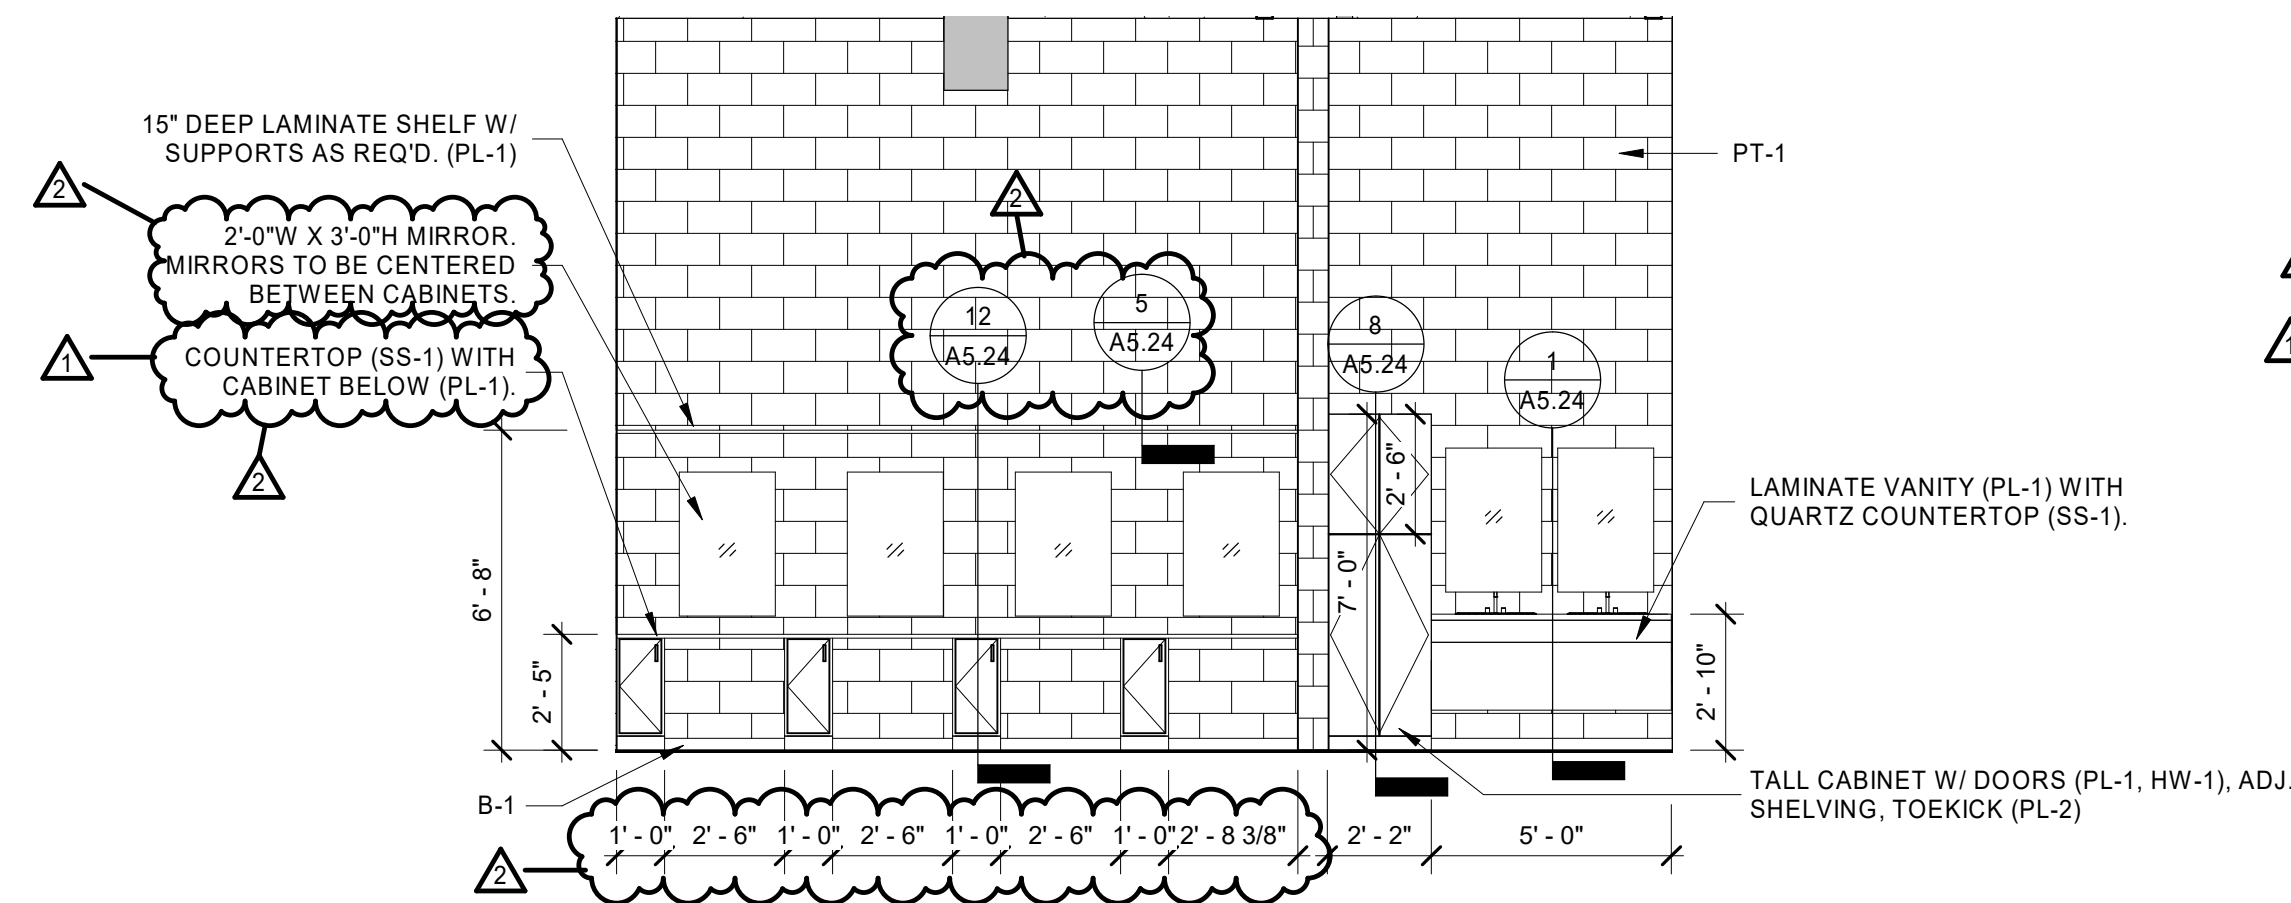 15" DEEP LAMINATE SHELF W/
SUPPORTS AS REQ'D. (PL-1)
2
2'-0"W X 3'-0"H MIRROR.
MIRRORS TO BE CENTERED
BETWEEN CABINETS.
1
COUNTERTOP (SS-1) WITH
CABINET BELOW (PL-1).
2
2
12
A5.24
5
A5.24
8
A5.24
1
A5.24
PT-1
6' - 8"
2' - 5"
2' - 6"
7' - 0"
2' - 10"
LAMINATE VANITY (PL-1) WITH
QUARTZ COUNTERTOP (SS-1).
TALL CABINET W/ DOORS (PL-1, HW-1), ADJ.
SHELVING, TOEKICK (PL-2)
B-1
2
1' - 0" 2' - 6" 1' - 0" 2' - 6" 1' - 0" 2' - 6" 1' - 0" 2' - 8 3/8" 2' - 2" 5' - 0"